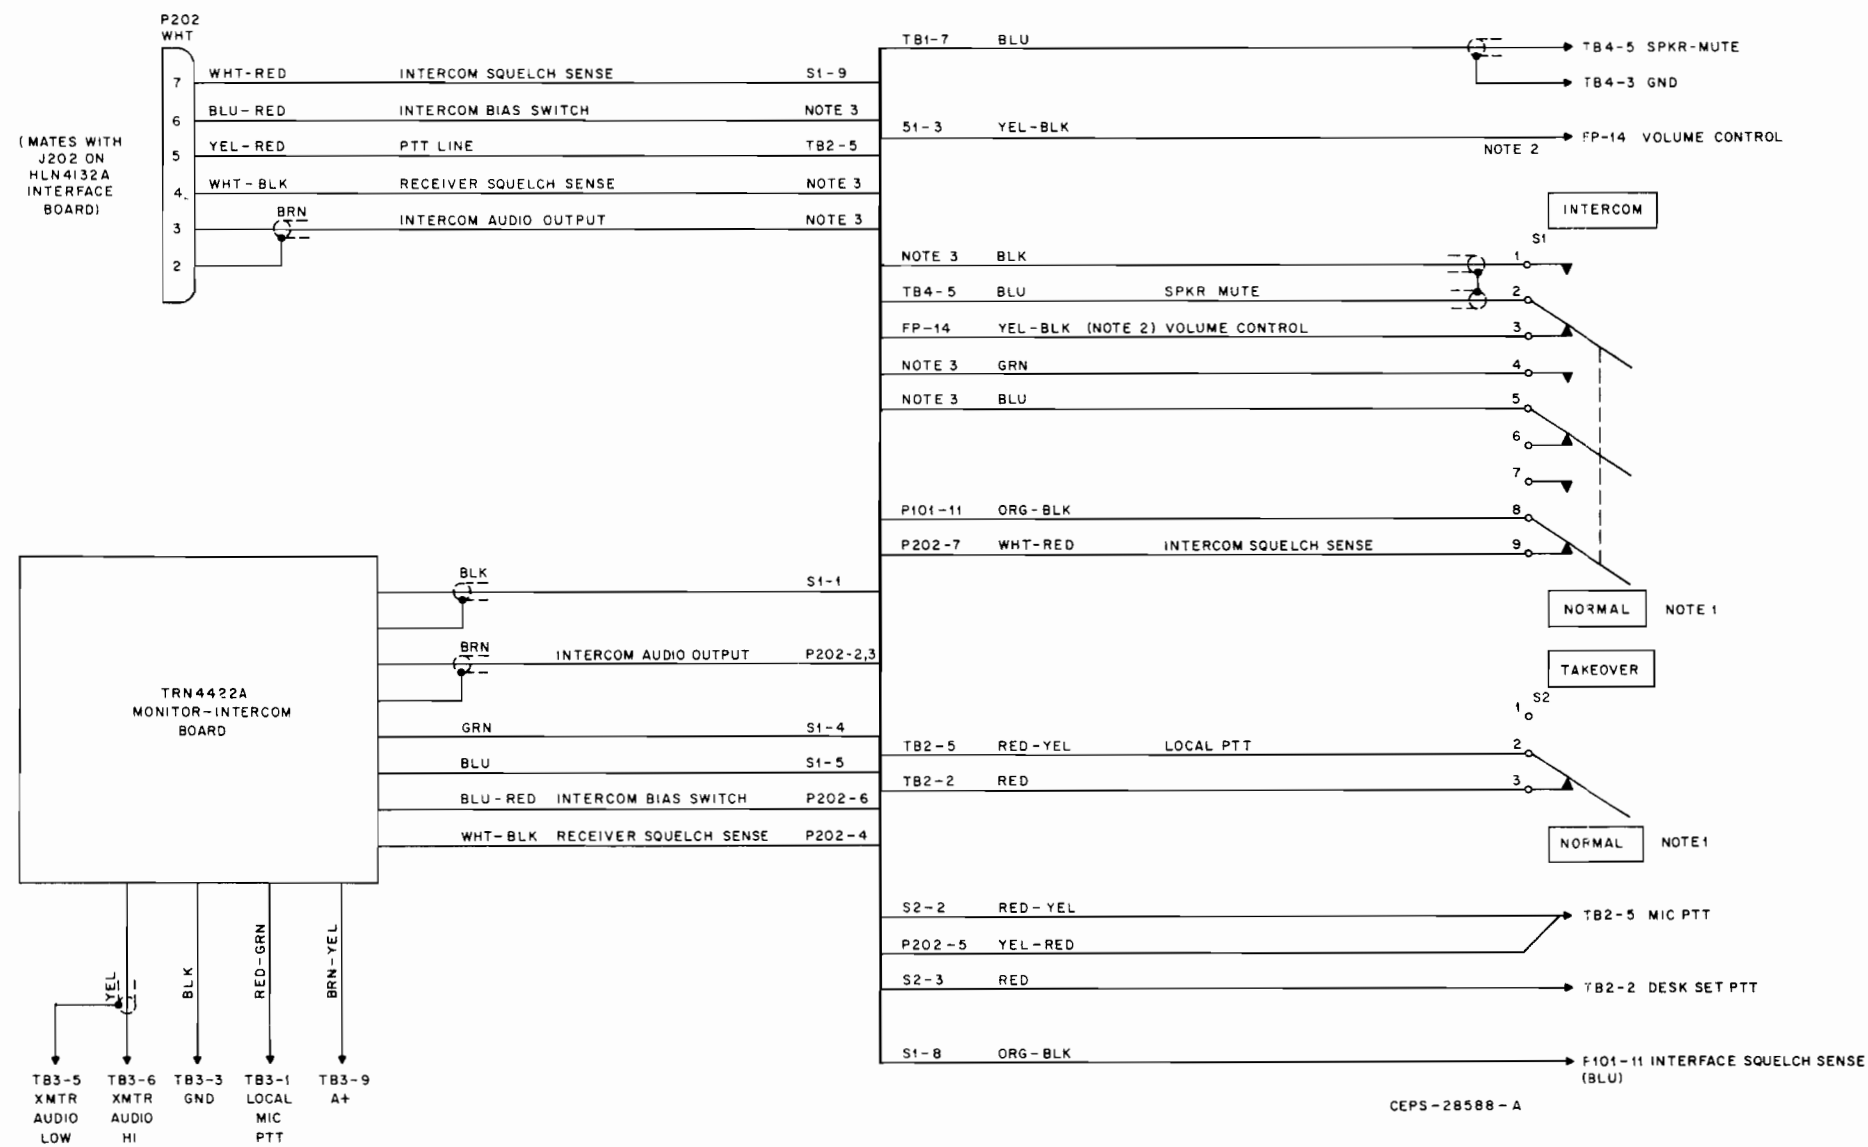 P202
WHT
7 WHT-RED INTERCOM SQUELCH SENSE S1-9
6 BLU-RED INTERCOM BIAS SWITCH NOTE 3
5 YEL-RED PTT LINE TB2-5
4 WHT-BLK RECEIVER SQUELCH SENSE NOTE 3
BRN
3 INTERCOM AUDIO OUTPUT NOTE 3
2
(MATES WITH
J202 ON
HLN4132A
INTERFACE
BOARD)
TB1-7 BLU
TB4-5 SPKR-MUTE
TB4-3 GND
S1-3 YEL-BLK
FP-14 VOLUME CONTROL
NOTE 2
INTERCOM
S1
NOTE 3 BLK 1
TB4-5 BLU SPKR MUTE 2
FP-14 YEL-BLK (NOTE 2) VOLUME CONTROL 3
NOTE 3 GRN 4
NOTE 3 BLU 5
6
7
P101-11 ORG-BLK 8
P202-7 WHT-RED INTERCOM SQUELCH SENSE 9
NORMAL NOTE 1
TAKEOVER
S2
1
TB2-5 RED-YEL LOCAL PTT 2
TB2-2 RED 3
NORMAL NOTE 1
TRN4422A
MONITOR-INTERCOM
BOARD
BLK S1-1
BRN INTERCOM AUDIO OUTPUT P202-2,3
GRN S1-4
BLU S1-5
BLU-RED INTERCOM BIAS SWITCH P202-6
WHT-BLK RECEIVER SQUELCH SENSE P202-4
YEL
BLK
RED-GRN
BRN-YEL
TB3-5
XMTR
AUDIO
LOW
TB3-6
XMTR
AUDIO
HI
TB3-3
GND
TB3-1
LOCAL
MIC
PTT
TB3-9
A+
S2-2 RED-YEL
TB2-5 MIC PTT
P202-5 YEL-RED
S2-3 RED
TB2-2 DESK SET PTT
S1-8 ORG-BLK
P101-11 INTERFACE SQUELCH SENSE
(BLU)
CEPS-28588-A